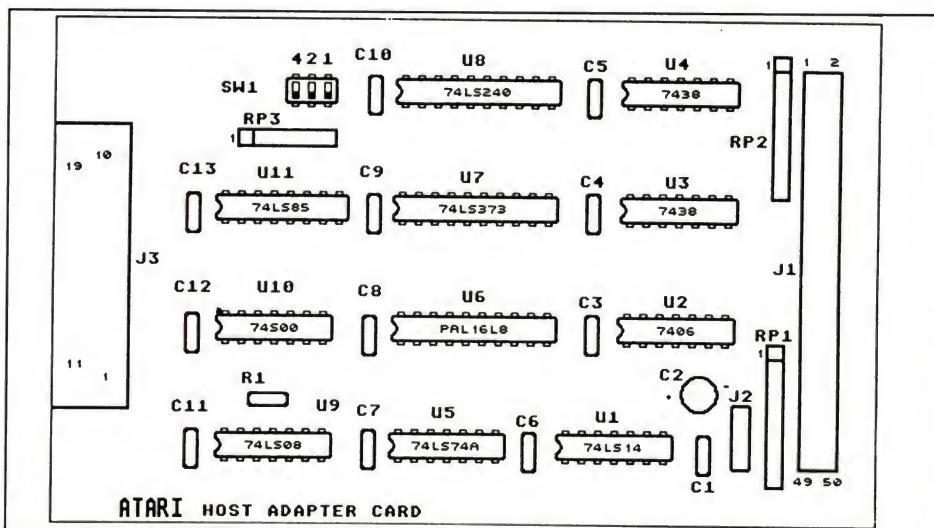 421
SW1
C10
U8
74LS240
C5
U4
7438
1
1 2
RP2
RP3
1
19 10
C13
U11
74LS85
C9
U7
74LS373
C4
U3
7438
J3
J1
C12
U10
74S00
C8
U6
PAL16L8
C3
U2
7406
RP1
1
11 1
R1
C2
+ -
J2
C11
U9
74LS08
C7
U5
74LS74A
C6
U1
74LS14
C1
49 50
ATARI HOST ADAPTER CARD